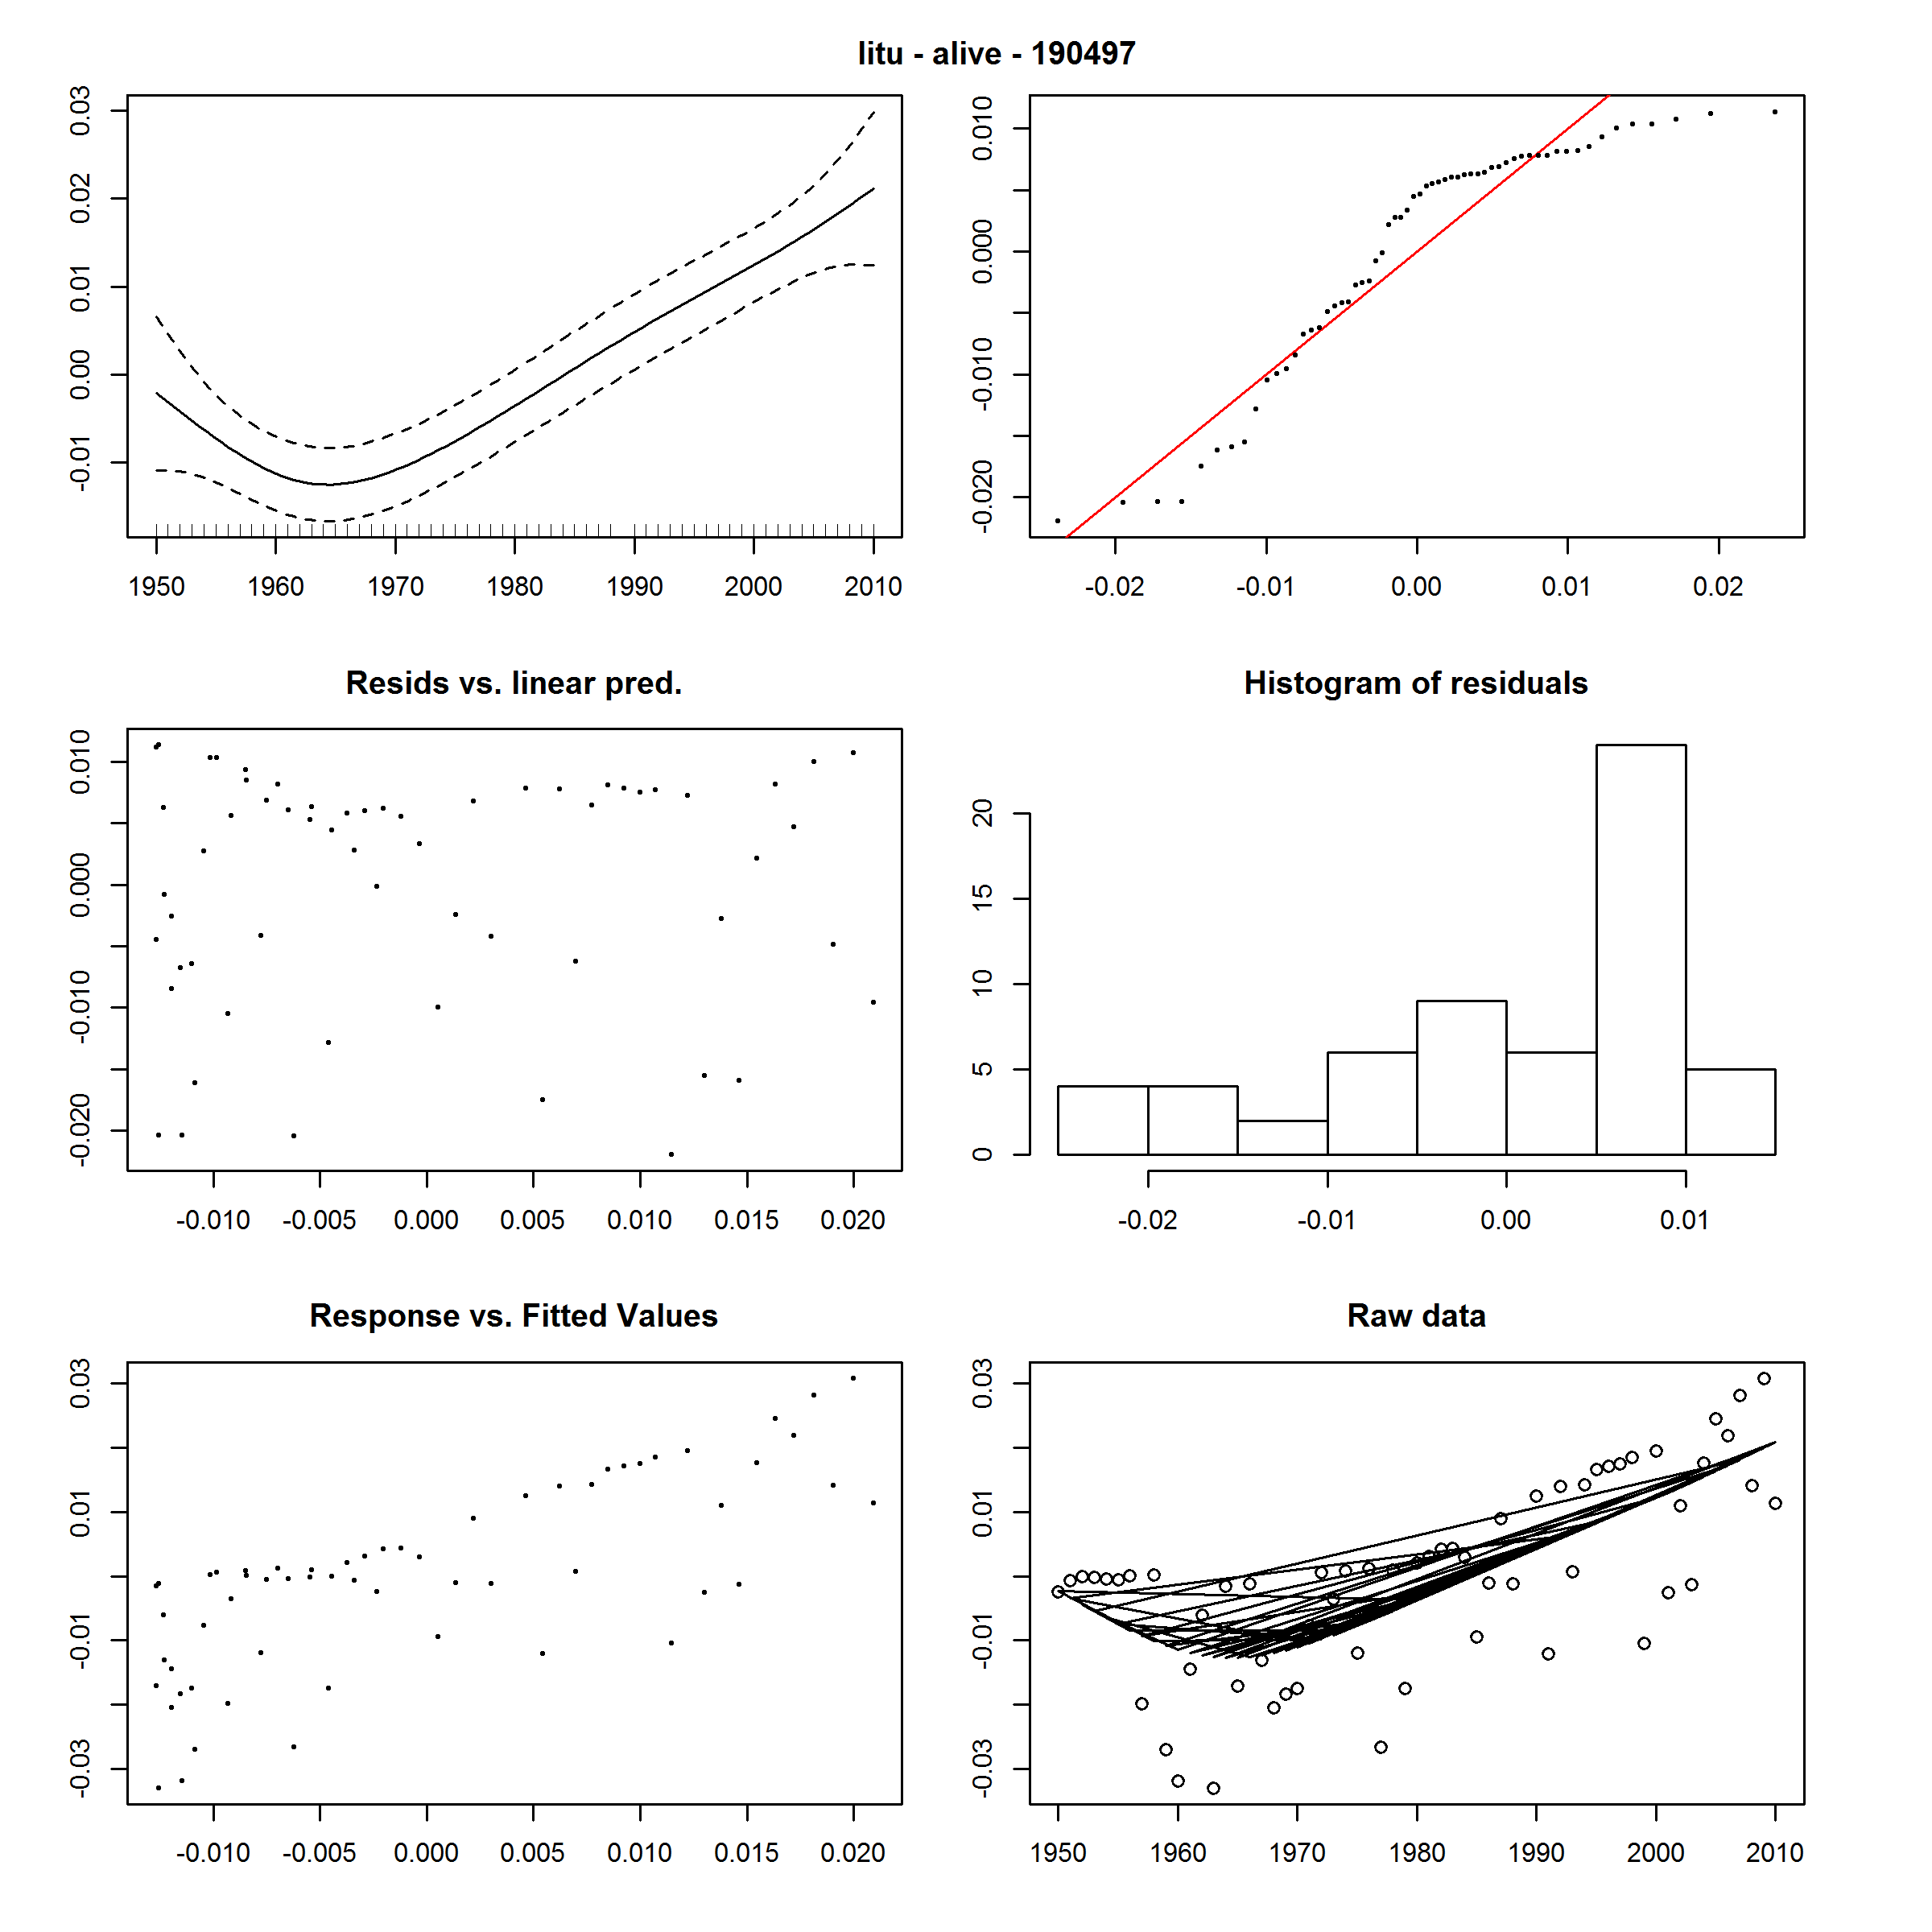 litu - alive - 190497
0.03
0.02
0.01
0.00
-0.01
1950 1960 1970 1980 1990 2000 2010
0.010
0.000
-0.010
-0.020
-0.02 -0.01 0.00 0.01 0.02
Resids vs. linear pred.
0.010
0.000
-0.010
-0.020
-0.010 -0.005 0.000 0.005 0.010 0.015 0.020
Histogram of residuals
20
15
10
5
0
-0.02 -0.01 0.00 0.01
Response vs. Fitted Values
0.03
0.01
-0.01
-0.03
-0.010 -0.005 0.000 0.005 0.010 0.015 0.020
Raw data
0.03
0.01
-0.01
-0.03
1950 1960 1970 1980 1990 2000 2010